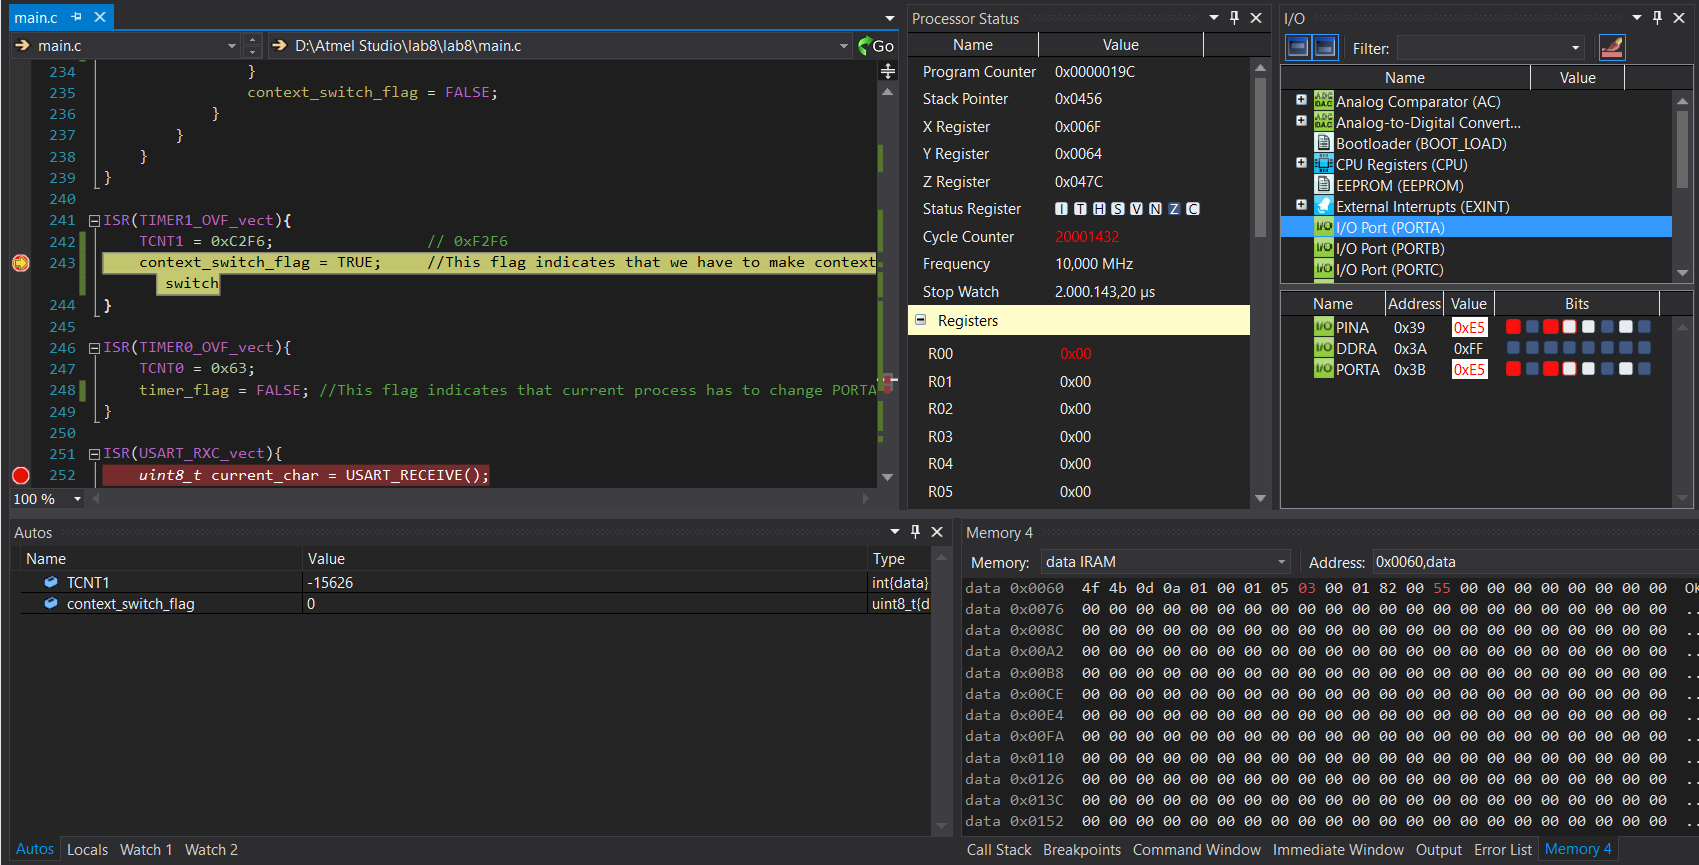 main.c
main.c
D:\Atmel Studio\lab8\lab8\main.c
Go
234 }
235 context_switch_flag = FALSE;
236 }
237 }
238 }
239 }
240
241 ISR(TIMER1_OVF_vect){
242 TCNT1 = 0xC2F6; // 0xF2F6
243 context_switch_flag = TRUE; //This flag indicates that we have to make context
switch
244 }
245
246 ISR(TIMER0_OVF_vect){
247 TCNT0 = 0x63;
248 timer_flag = FALSE; //This flag indicates that current process has to change PORTA
249 }
250
251 ISR(USART_RXC_vect){
252 uint8_t current_char = USART_RECEIVE();
100 %
Processor Status
Name Value
Program Counter 0x0000019C
Stack Pointer 0x0456
X Register 0x006F
Y Register 0x0064
Z Register 0x047C
Status Register I T H S V N Z C
Cycle Counter 20001432
Frequency 10,000 MHz
Stop Watch 2.000.143,20 µs
Registers
R00 0x00
R01 0x00
R02 0x00
R03 0x00
R04 0x00
R05 0x00
I/O
Filter:
Name Value
Analog Comparator (AC)
Analog-to-Digital Convert...
Bootloader (BOOT_LOAD)
CPU Registers (CPU)
EEPROM (EEPROM)
External Interrupts (EXINT)
I/O Port (PORTA)
I/O Port (PORTB)
I/O Port (PORTC)
Name Address Value Bits
PINA 0x39 0xE5
DDRA 0x3A 0xFF
PORTA 0x3B 0xE5
Autos
Name Value Type
TCNT1 -15626 int{data}
context_switch_flag 0 uint8_t{d
Autos Locals Watch 1 Watch 2
Memory 4
Memory: data IRAM Address: 0x0060,data
data 0x0060 4f 4b 0d 0a 01 00 01 05 03 00 01 82 00 55 00 00 00 00 00 00 00 00 OK
data 0x0076 00 00 00 00 00 00 00 00 00 00 00 00 00 00 00 00 00 00 00 00 00 00 ..
data 0x008C 00 00 00 00 00 00 00 00 00 00 00 00 00 00 00 00 00 00 00 00 00 00 ..
data 0x00A2 00 00 00 00 00 00 00 00 00 00 00 00 00 00 00 00 00 00 00 00 00 00 ..
data 0x00B8 00 00 00 00 00 00 00 00 00 00 00 00 00 00 00 00 00 00 00 00 00 00 ..
data 0x00CE 00 00 00 00 00 00 00 00 00 00 00 00 00 00 00 00 00 00 00 00 00 00 ..
data 0x00E4 00 00 00 00 00 00 00 00 00 00 00 00 00 00 00 00 00 00 00 00 00 00 ..
data 0x00FA 00 00 00 00 00 00 00 00 00 00 00 00 00 00 00 00 00 00 00 00 00 00 ..
data 0x0110 00 00 00 00 00 00 00 00 00 00 00 00 00 00 00 00 00 00 00 00 00 00 ..
data 0x0126 00 00 00 00 00 00 00 00 00 00 00 00 00 00 00 00 00 00 00 00 00 00 ..
data 0x013C 00 00 00 00 00 00 00 00 00 00 00 00 00 00 00 00 00 00 00 00 00 00 ..
data 0x0152 00 00 00 00 00 00 00 00 00 00 00 00 00 00 00 00 00 00 00 00 00 00 ..
Call Stack Breakpoints Command Window Immediate Window Output Error List Memory 4